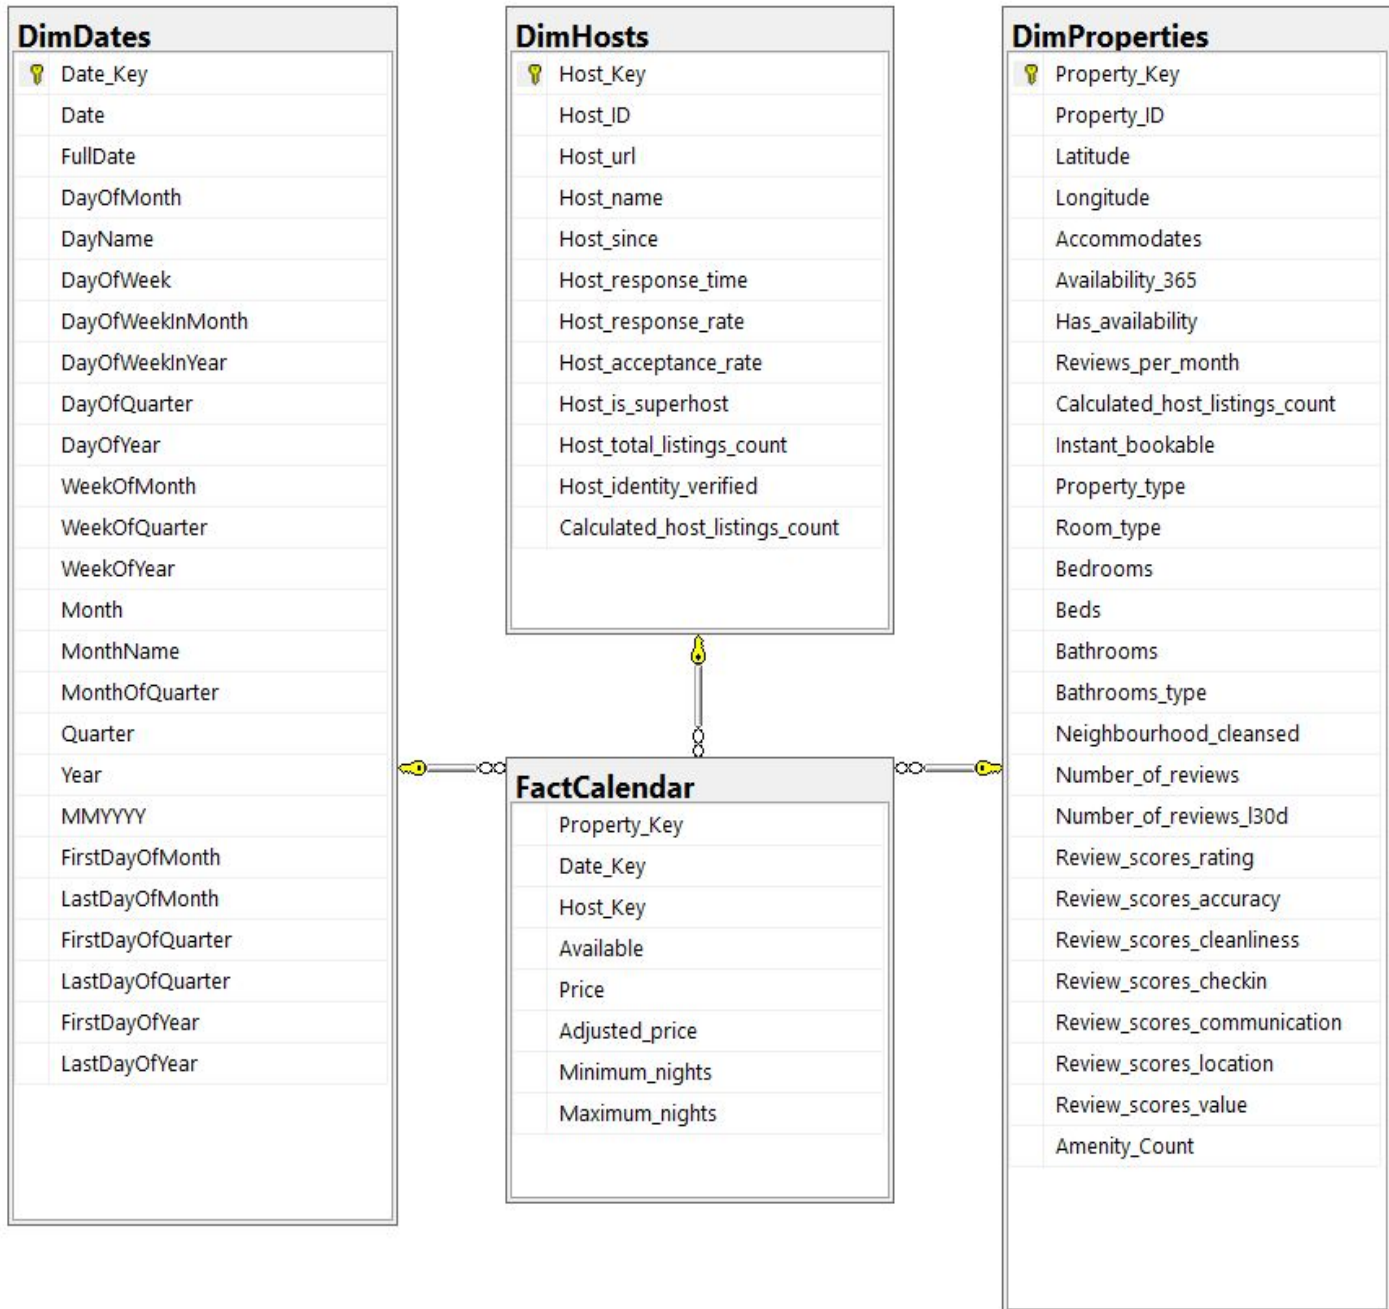 DimDates
Date_Key
Date
FullDate
DayOfMonth
DayName
DayOfWeek
DayOfWeekInMonth
DayOfWeekInYear
DayOfQuarter
DayOfYear
WeekOfMonth
WeekOfQuarter
WeekOfYear
Month
MonthName
MonthOfQuarter
Quarter
Year
MMYYYY
FirstDayOfMonth
LastDayOfMonth
FirstDayOfQuarter
LastDayOfQuarter
FirstDayOfYear
LastDayOfYear
DimHosts
Host_Key
Host_ID
Host_url
Host_name
Host_since
Host_response_time
Host_response_rate
Host_acceptance_rate
Host_is_superhost
Host_total_listings_count
Host_identity_verified
Calculated_host_listings_count
FactCalendar
Property_Key
Date_Key
Host_Key
Available
Price
Adjusted_price
Minimum_nights
Maximum_nights
DimProperties
Property_Key
Property_ID
Latitude
Longitude
Accommodates
Availability_365
Has_availability
Reviews_per_month
Calculated_host_listings_count
Instant_bookable
Property_type
Room_type
Bedrooms
Beds
Bathrooms
Bathrooms_type
Neighbourhood_cleansed
Number_of_reviews
Number_of_reviews_l30d
Review_scores_rating
Review_scores_accuracy
Review_scores_cleanliness
Review_scores_checkin
Review_scores_communication
Review_scores_location
Review_scores_value
Amenity_Count